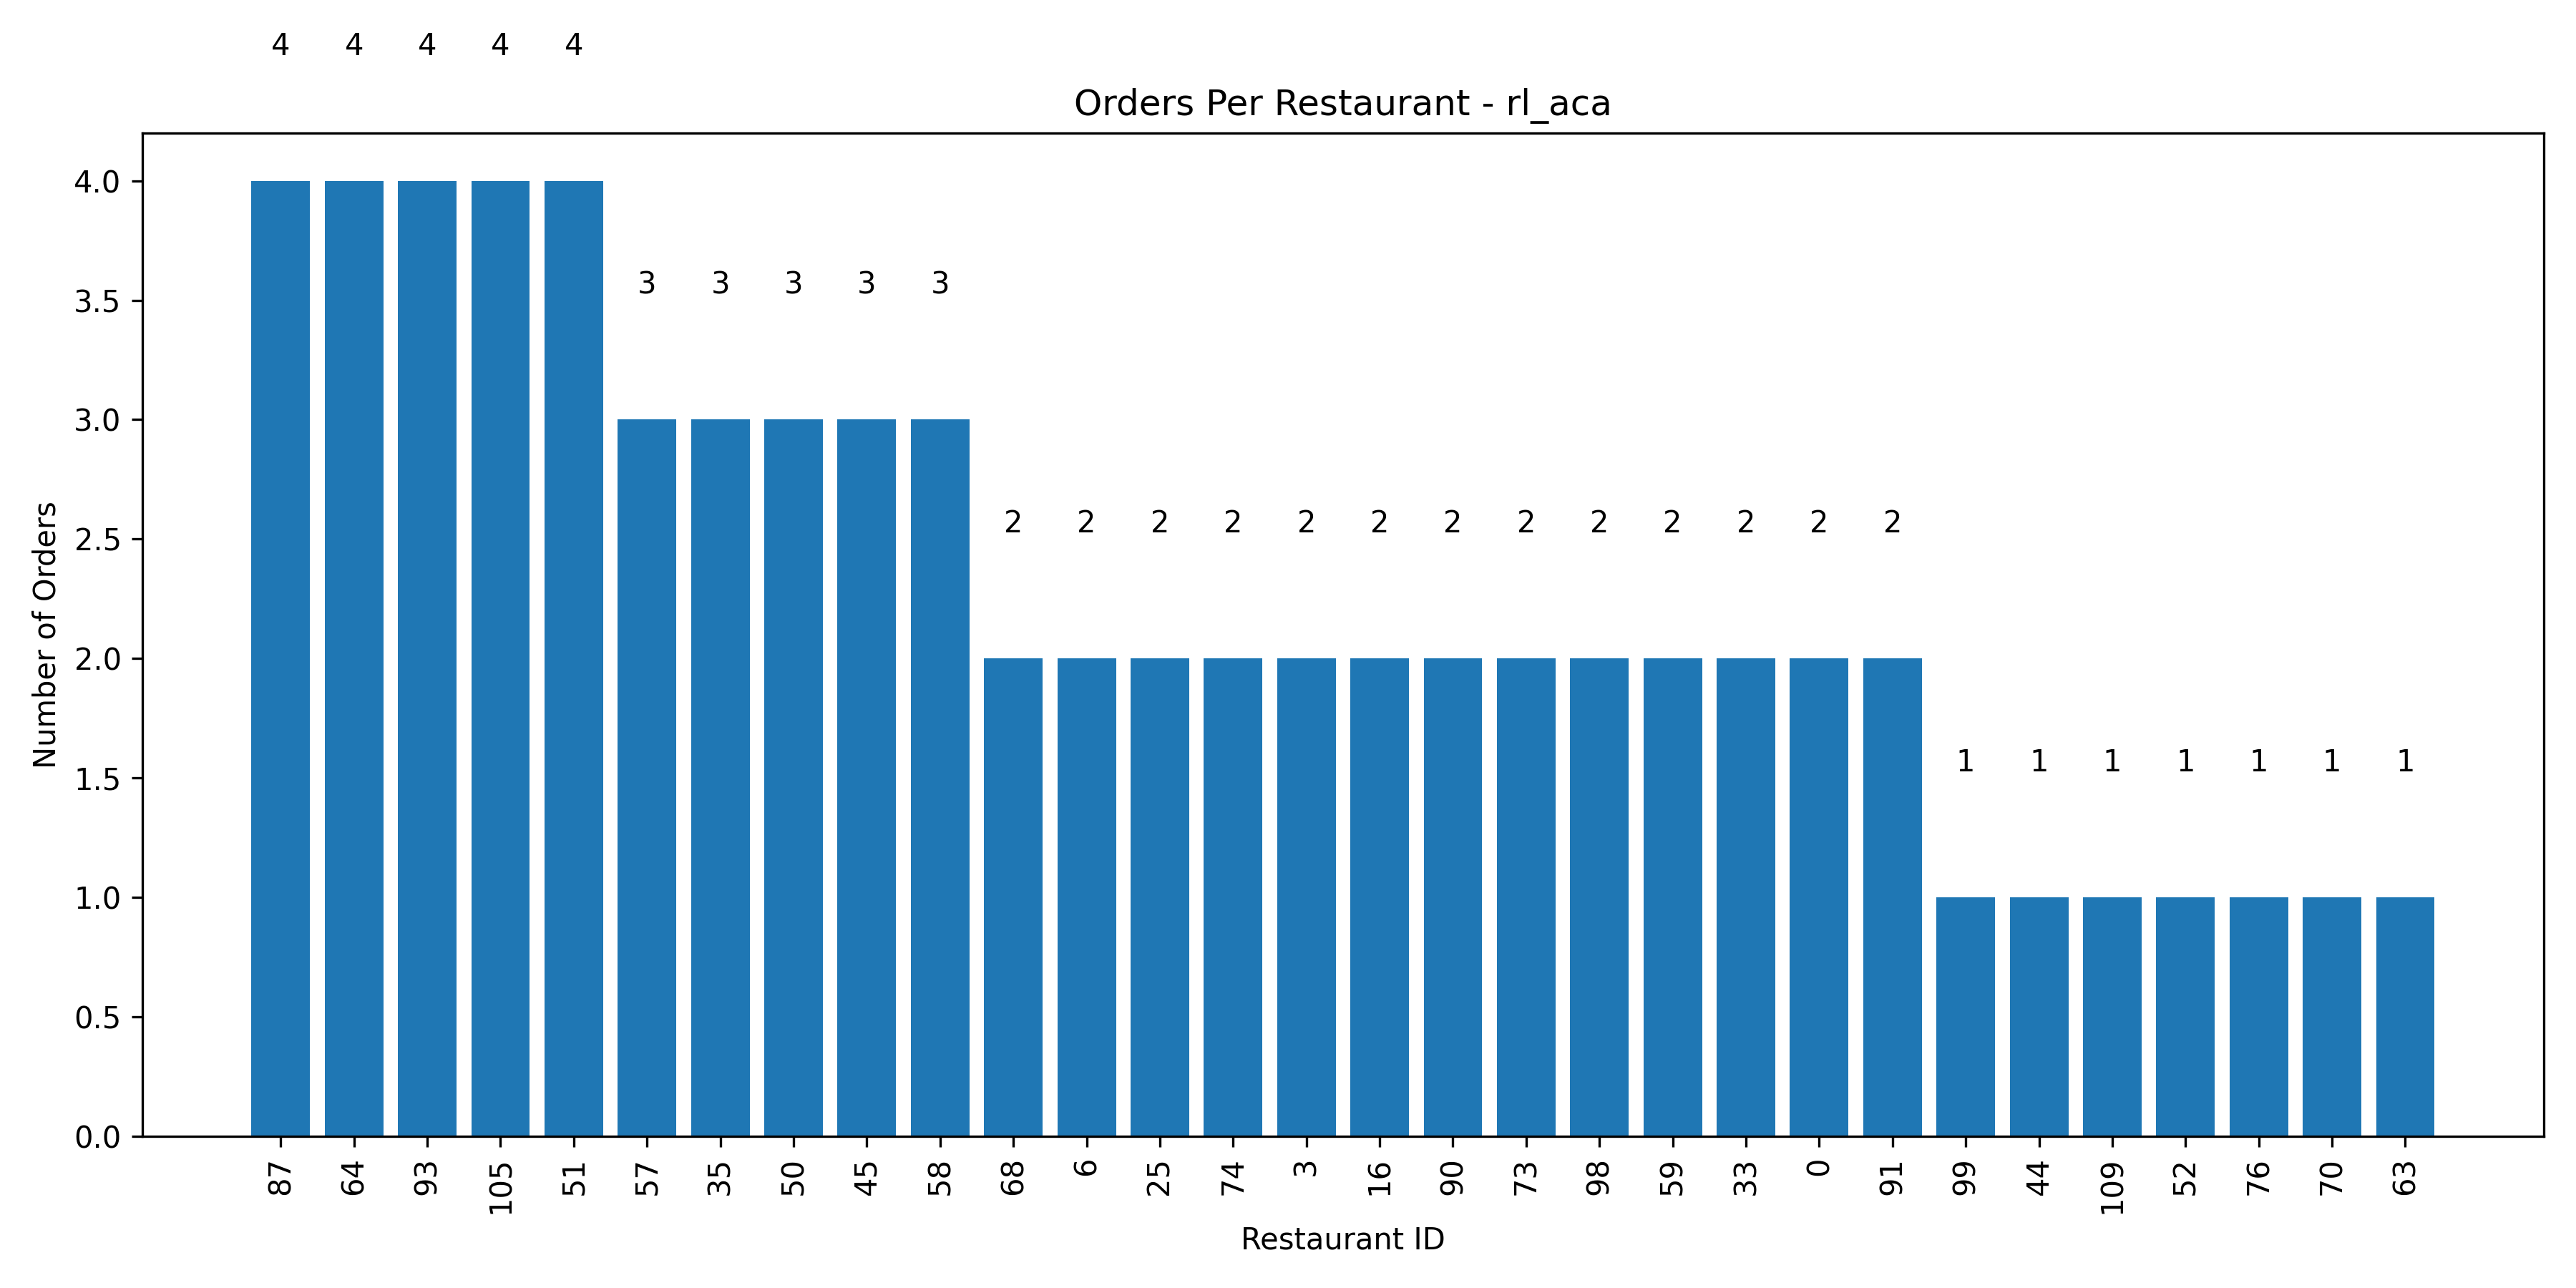 4 4 4 4 4
Orders Per Restaurant - rl_aca
4.0
3 3 3 3 3
3.5
3.0
2 2 2 2 2 2 2 2 2 2 2 2 2
2.5
Number of Orders
2.0
1 1 1 1 1 1 1
1.5
1.0
0.5
0.0
87 64 93 105 51 57 35 50 45 58 68 6 25 74 3 16 90 73 98 59 33 0 91 99 44 109 52 76 70 63
Restaurant ID